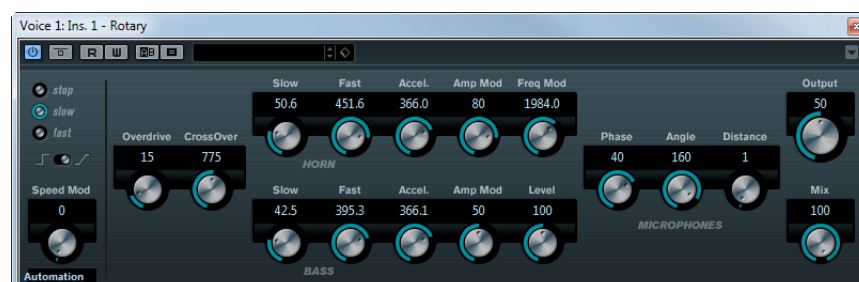 Voice 1: Ins. 1 - Rotary
R W AB
stop
slow
fast
Speed Mod
0
Automation
Overdrive CrossOver
15 775
Slow Fast Accel. Amp Mod Freq Mod
50.6 451.6 366.0 80 1984.0
HORN
Slow Fast Accel. Amp Mod Level
42.5 395.3 366.1 50 100
BASS
Phase Angle Distance
40 160 1
MICROPHONES
Output
50
Mix
100